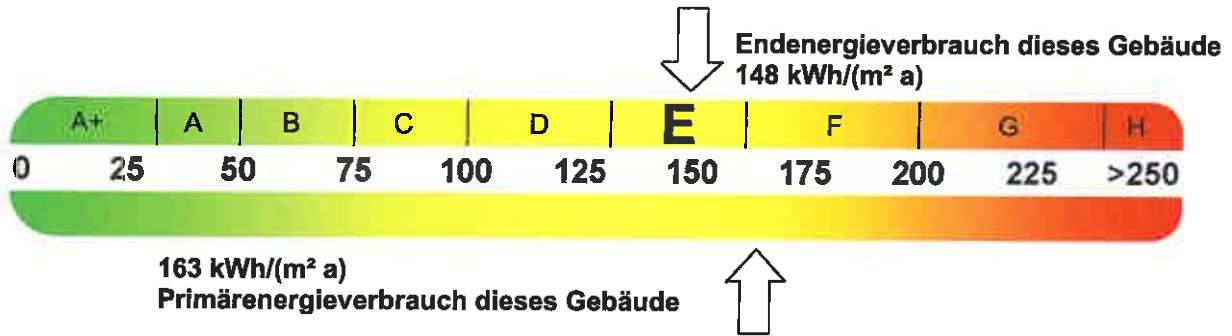 Endenergieverbrauch dieses Gebäude
148 kWh/(m² a)
A+ A B C D E F G H
0 25 50 75 100 125 150 175 200 225 >250
163 kWh/(m² a)
Primärenergieverbrauch dieses Gebäude